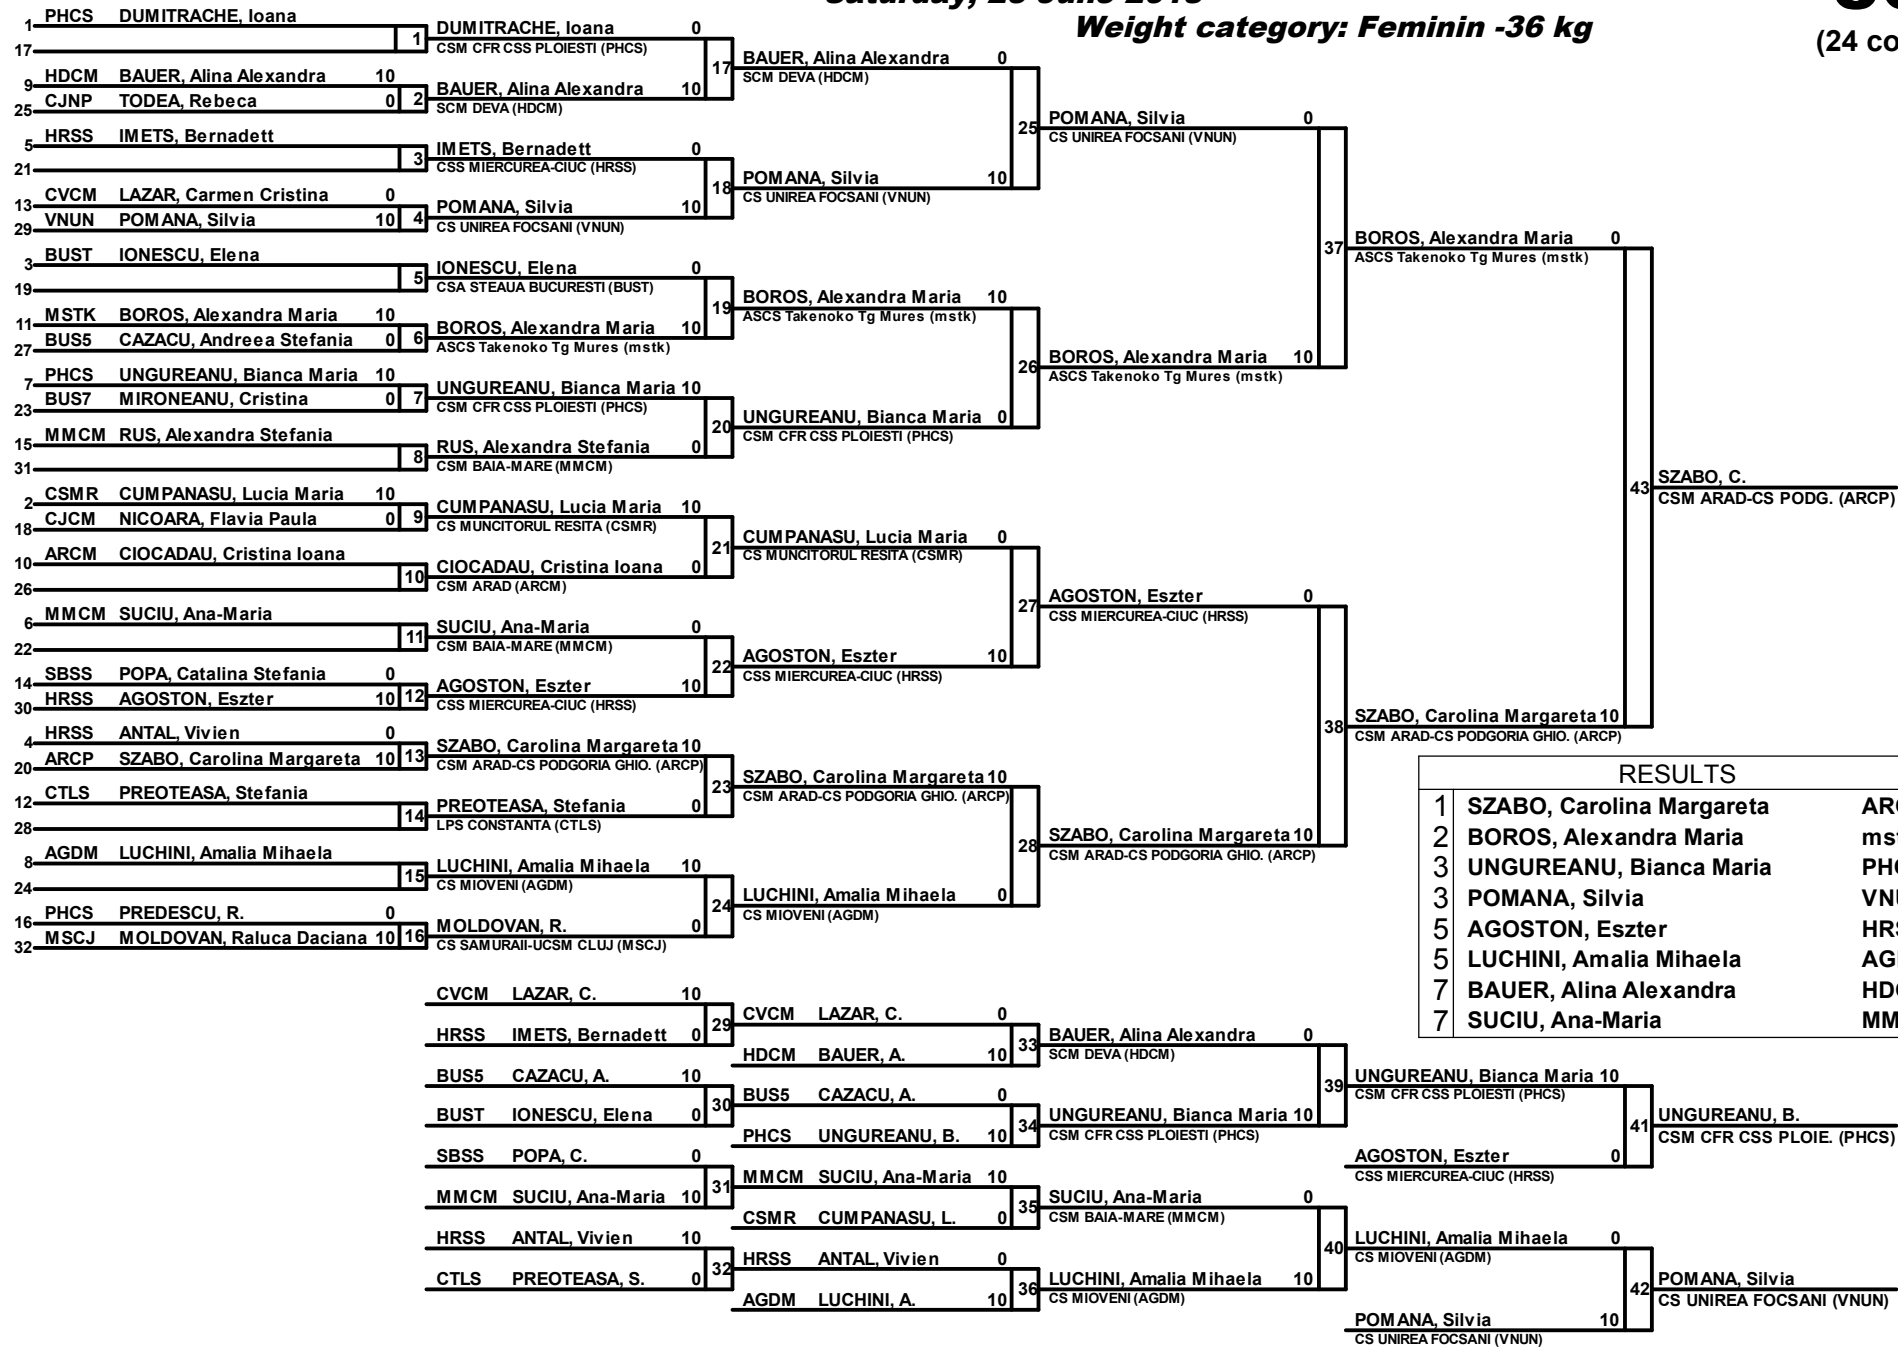 Weight category: Feminin -36 kg
1 PHCS DUMITRACHE, Ioana
17
1
9 HDCM BAUER, Alina Alexandra 10
25 CJNP TODEA, Rebeca 0
2
5 HRSS IMETS, Bernadett
21
3
13 CVCM LAZAR, Carmen Cristina 0
29 VNUN POMANA, Silvia 10
4
3 BUST IONESCU, Elena
19
5
11 MSTK BOROS, Alexandra Maria 10
27 BUS5 CAZACU, Andreea Stefania 0
6
7 PHCS UNGUREANU, Bianca Maria 10
23 BUS7 MIRONEANU, Cristina 0
7
15 MMCM RUS, Alexandra Stefania
31
8
2 CSMR CUMPANASU, Lucia Maria 10
18 CJCM NICOARA, Flavia Paula 0
9
10 ARCM CIOCADAU, Cristina Ioana
26
10
6 MMCM SUCIU, Ana-Maria
22
11
14 SBSS POPA, Catalina Stefania 0
30 HRSS AGOSTON, Eszter 10
12
4 HRSS ANTAL, Vivien 0
20 ARCP SZABO, Carolina Margareta 10
13
12 CTLS PREOTEASA, Stefania
28
14
8 AGDM LUCHINI, Amalia Mihaela
24
15
16 PHCS PREDESCU, R. 0
32 MSCJ MOLDOVAN, Raluca Daciana 10
16
DUMITRACHE, Ioana 0
CSM CFR CSS PLOIESTI (PHCS)
17
BAUER, Alina Alexandra 10
SCM DEVA (HDCM)
IMETS, Bernadett 0
CSS MIERCUREA-CIUC (HRSS)
18
POMANA, Silvia 10
CS UNIREA FOCSANI (VNUN)
IONESCU, Elena 0
CSA STEAUA BUCURESTI (BUST)
19
BOROS, Alexandra Maria 10
ASCS Takenoko Tg Mures (mstk)
UNGUREANU, Bianca Maria 10
CSM CFR CSS PLOIESTI (PHCS)
20
RUS, Alexandra Stefania 0
CSM BAIA-MARE (MMCM)
CUMPANASU, Lucia Maria 10
CS MUNCITORUL RESITA (CSMR)
21
CIOCADAU, Cristina Ioana 0
CSM ARAD (ARCM)
SUCIU, Ana-Maria 0
CSM BAIA-MARE (MMCM)
22
AGOSTON, Eszter 10
CSS MIERCUREA-CIUC (HRSS)
SZABO, Carolina Margareta 10
CSM ARAD-CS PODGORIA GHIO. (ARCP)
23
PREOTEASA, Stefania 0
LPS CONSTANTA (CTLS)
LUCHINI, Amalia Mihaela 10
CS MIOVENI (AGDM)
24
MOLDOVAN, R. 0
CS SAMURAII-UCSM CLUJ (MSCJ)
BAUER, Alina Alexandra 0
SCM DEVA (HDCM)
25
POMANA, Silvia 10
CS UNIREA FOCSANI (VNUN)
BOROS, Alexandra Maria 10
ASCS Takenoko Tg Mures (mstk)
26
UNGUREANU, Bianca Maria 0
CSM CFR CSS PLOIESTI (PHCS)
CUMPANASU, Lucia Maria 0
CS MUNCITORUL RESITA (CSMR)
27
AGOSTON, Eszter 10
CSS MIERCUREA-CIUC (HRSS)
SZABO, Carolina Margareta 10
CSM ARAD-CS PODGORIA GHIO. (ARCP)
28
LUCHINI, Amalia Mihaela 0
CS MIOVENI (AGDM)
POMANA, Silvia 0
CS UNIREA FOCSANI (VNUN)
37
BOROS, Alexandra Maria 10
ASCS Takenoko Tg Mures (mstk)
AGOSTON, Eszter 0
CSS MIERCUREA-CIUC (HRSS)
38
SZABO, Carolina Margareta 10
CSM ARAD-CS PODGORIA GHIO. (ARCP)
BOROS, Alexandra Maria 0
ASCS Takenoko Tg Mures (mstk)
43
SZABO, Carolina Margareta 10
CSM ARAD-CS PODGORIA GHIO. (ARCP)
SZABO, C.
CSM ARAD-CS PODG. (ARCP)
(24 co
RESULTS
1 SZABO, Carolina Margareta
2 BOROS, Alexandra Maria
3 UNGUREANU, Bianca Maria
3 POMANA, Silvia
5 AGOSTON, Eszter
5 LUCHINI, Amalia Mihaela
7 BAUER, Alina Alexandra
7 SUCIU, Ana-Maria
CVCM LAZAR, C. 10
29
HRSS IMETS, Bernadett 0
BUS5 CAZACU, A. 10
30
BUST IONESCU, Elena 0
SBSS POPA, C. 0
31
MMCM SUCIU, Ana-Maria 10
HRSS ANTAL, Vivien 10
32
CTLS PREOTEASA, S. 0
CVCM LAZAR, C. 0
33
HDCM BAUER, A. 10
BUS5 CAZACU, A. 0
34
PHCS UNGUREANU, B. 10
MMCM SUCIU, Ana-Maria 10
35
CSMR CUMPANASU, L. 0
HRSS ANTAL, Vivien 0
36
AGDM LUCHINI, A. 10
BAUER, Alina Alexandra 0
SCM DEVA (HDCM)
39
UNGUREANU, Bianca Maria 10
CSM CFR CSS PLOIESTI (PHCS)
SUCIU, Ana-Maria 0
CSM BAIA-MARE (MMCM)
40
LUCHINI, Amalia Mihaela 10
CS MIOVENI (AGDM)
UNGUREANU, Bianca Maria 10
CSM CFR CSS PLOIESTI (PHCS)
41
AGOSTON, Eszter 0
CSS MIERCUREA-CIUC (HRSS)
LUCHINI, Amalia Mihaela 0
CS MIOVENI (AGDM)
42
POMANA, Silvia 10
CS UNIREA FOCSANI (VNUN)
UNGUREANU, B.
CSM CFR CSS PLOIE. (PHCS)
POMANA, Silvia
CS UNIREA FOCSANI (VNUN)